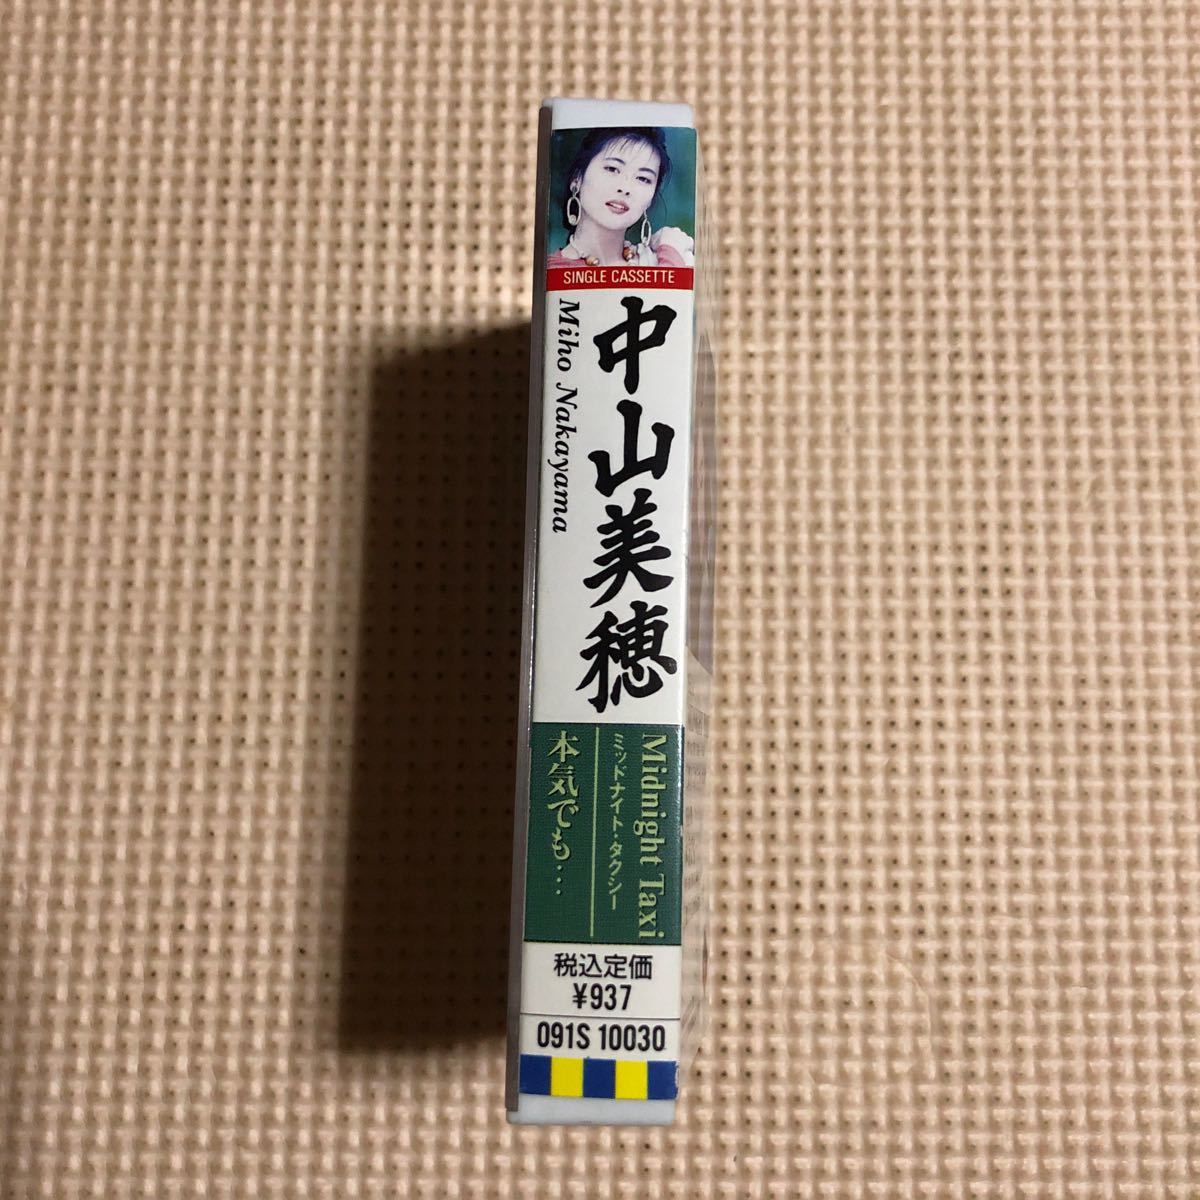 SINGLE CASSETTE
中山美穂
Miho Nakayama
Midnight Taxi
ミッドナイト・タクシー
本気でも…
税込定価
¥937
091S 10030